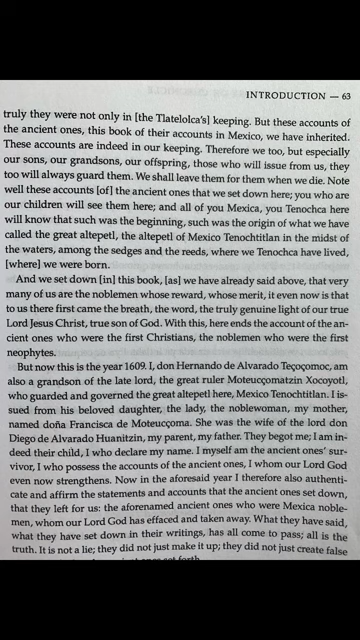 INTRODUCTION — 63
truly they were not only in [the Tlatelolca's] keeping. But these accounts of
the ancient ones, this book of their accounts in Mexico, we have inherited.
These accounts are indeed in our keeping. Therefore we too, but especially
our sons, our grandsons, our offspring, those who will issue from us, they
too will always guard them. We shall leave them for them when we die. Note
well these accounts [of] the ancient ones that we set down here; you who are
our children will see them here; and all of you Mexica, you Tenochca here
will know that such was the beginning, such was the origin of what we have
called the great altepetl, the altepetl of Mexico Tenochtitlan in the midst of
the waters, among the sedges and the reeds, where we Tenochca have lived,
[where] we were born.
And we set down [in] this book, [as] we have already said above, that very
many of us are the noblemen whose reward, whose merit, it even now is that
to us there first came the breath, the word, the truly genuine light of our true
Lord Jesus Christ, true son of God. With this, here ends the account of the an-
cient ones who were the first Christians, the noblemen who were the first
neophytes.
But now this is the year 1609. I, don Hernando de Alvarado Teçoçomoc, am
also a grandson of the late lord, the great ruler Moteucçomatzin Xocoyotl,
who guarded and governed the great altepetl here, Mexico Tenochtitlan. I is-
sued from his beloved daughter, the lady, the noblewoman, my mother,
named doña Francisca de Moteucçoma. She was the wife of the lord don
Diego de Alvarado Huanitzin, my parent, my father. They begot me; I am in-
deed their child, I who declare my name. I myself am the ancient ones' sur-
vivor, I who possess the accounts of the ancient ones, I whom our Lord God
even now strengthens. Now in the aforesaid year I therefore also authenti-
cate and affirm the statements and accounts that the ancient ones set down,
that they left for us: the aforenamed ancient ones who were Mexica noble-
men, whom our Lord God has effaced and taken away. What they have said,
what they have set down in their writings, has all come to pass; all is the
truth. It is not a lie; they did not just make it up; they did not just create false